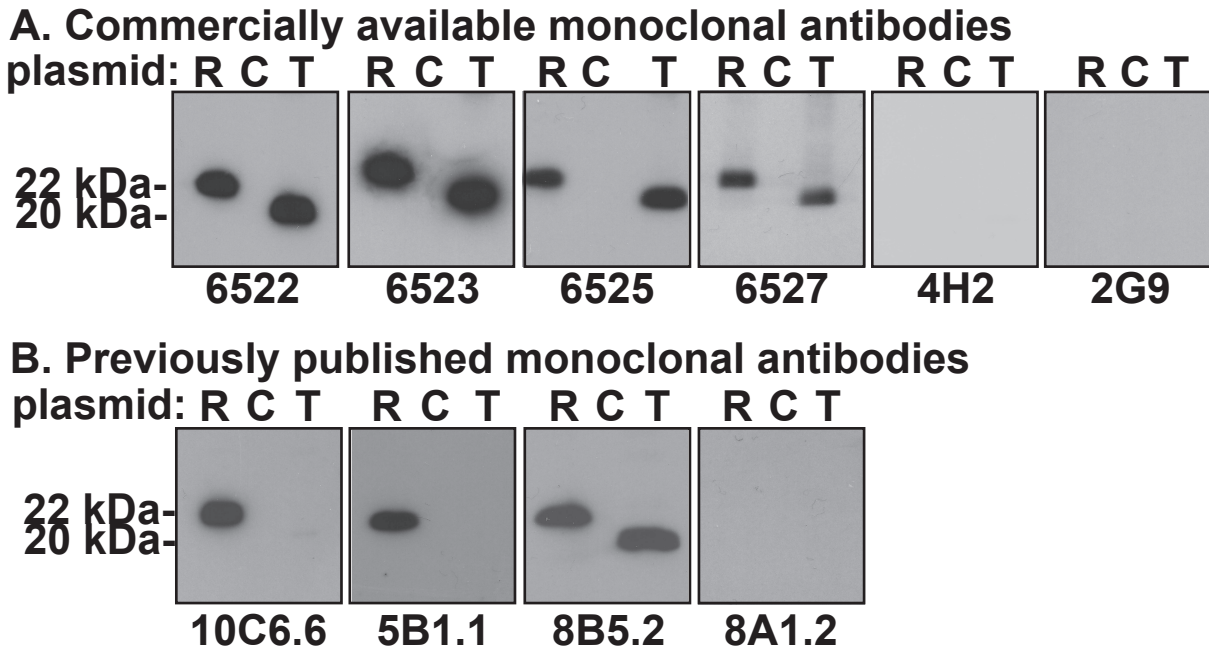 A. Commercially available monoclonal antibodies
plasmid: R C T R C T R C T R C T R C T R C T
22 kDa-
20 kDa-
6522 6523 6525 6527 4H2 2G9
B. Previously published monoclonal antibodies
plasmid: R C T R C T R C T R C T
22 kDa-
20 kDa-
10C6.6 5B1.1 8B5.2 8A1.2